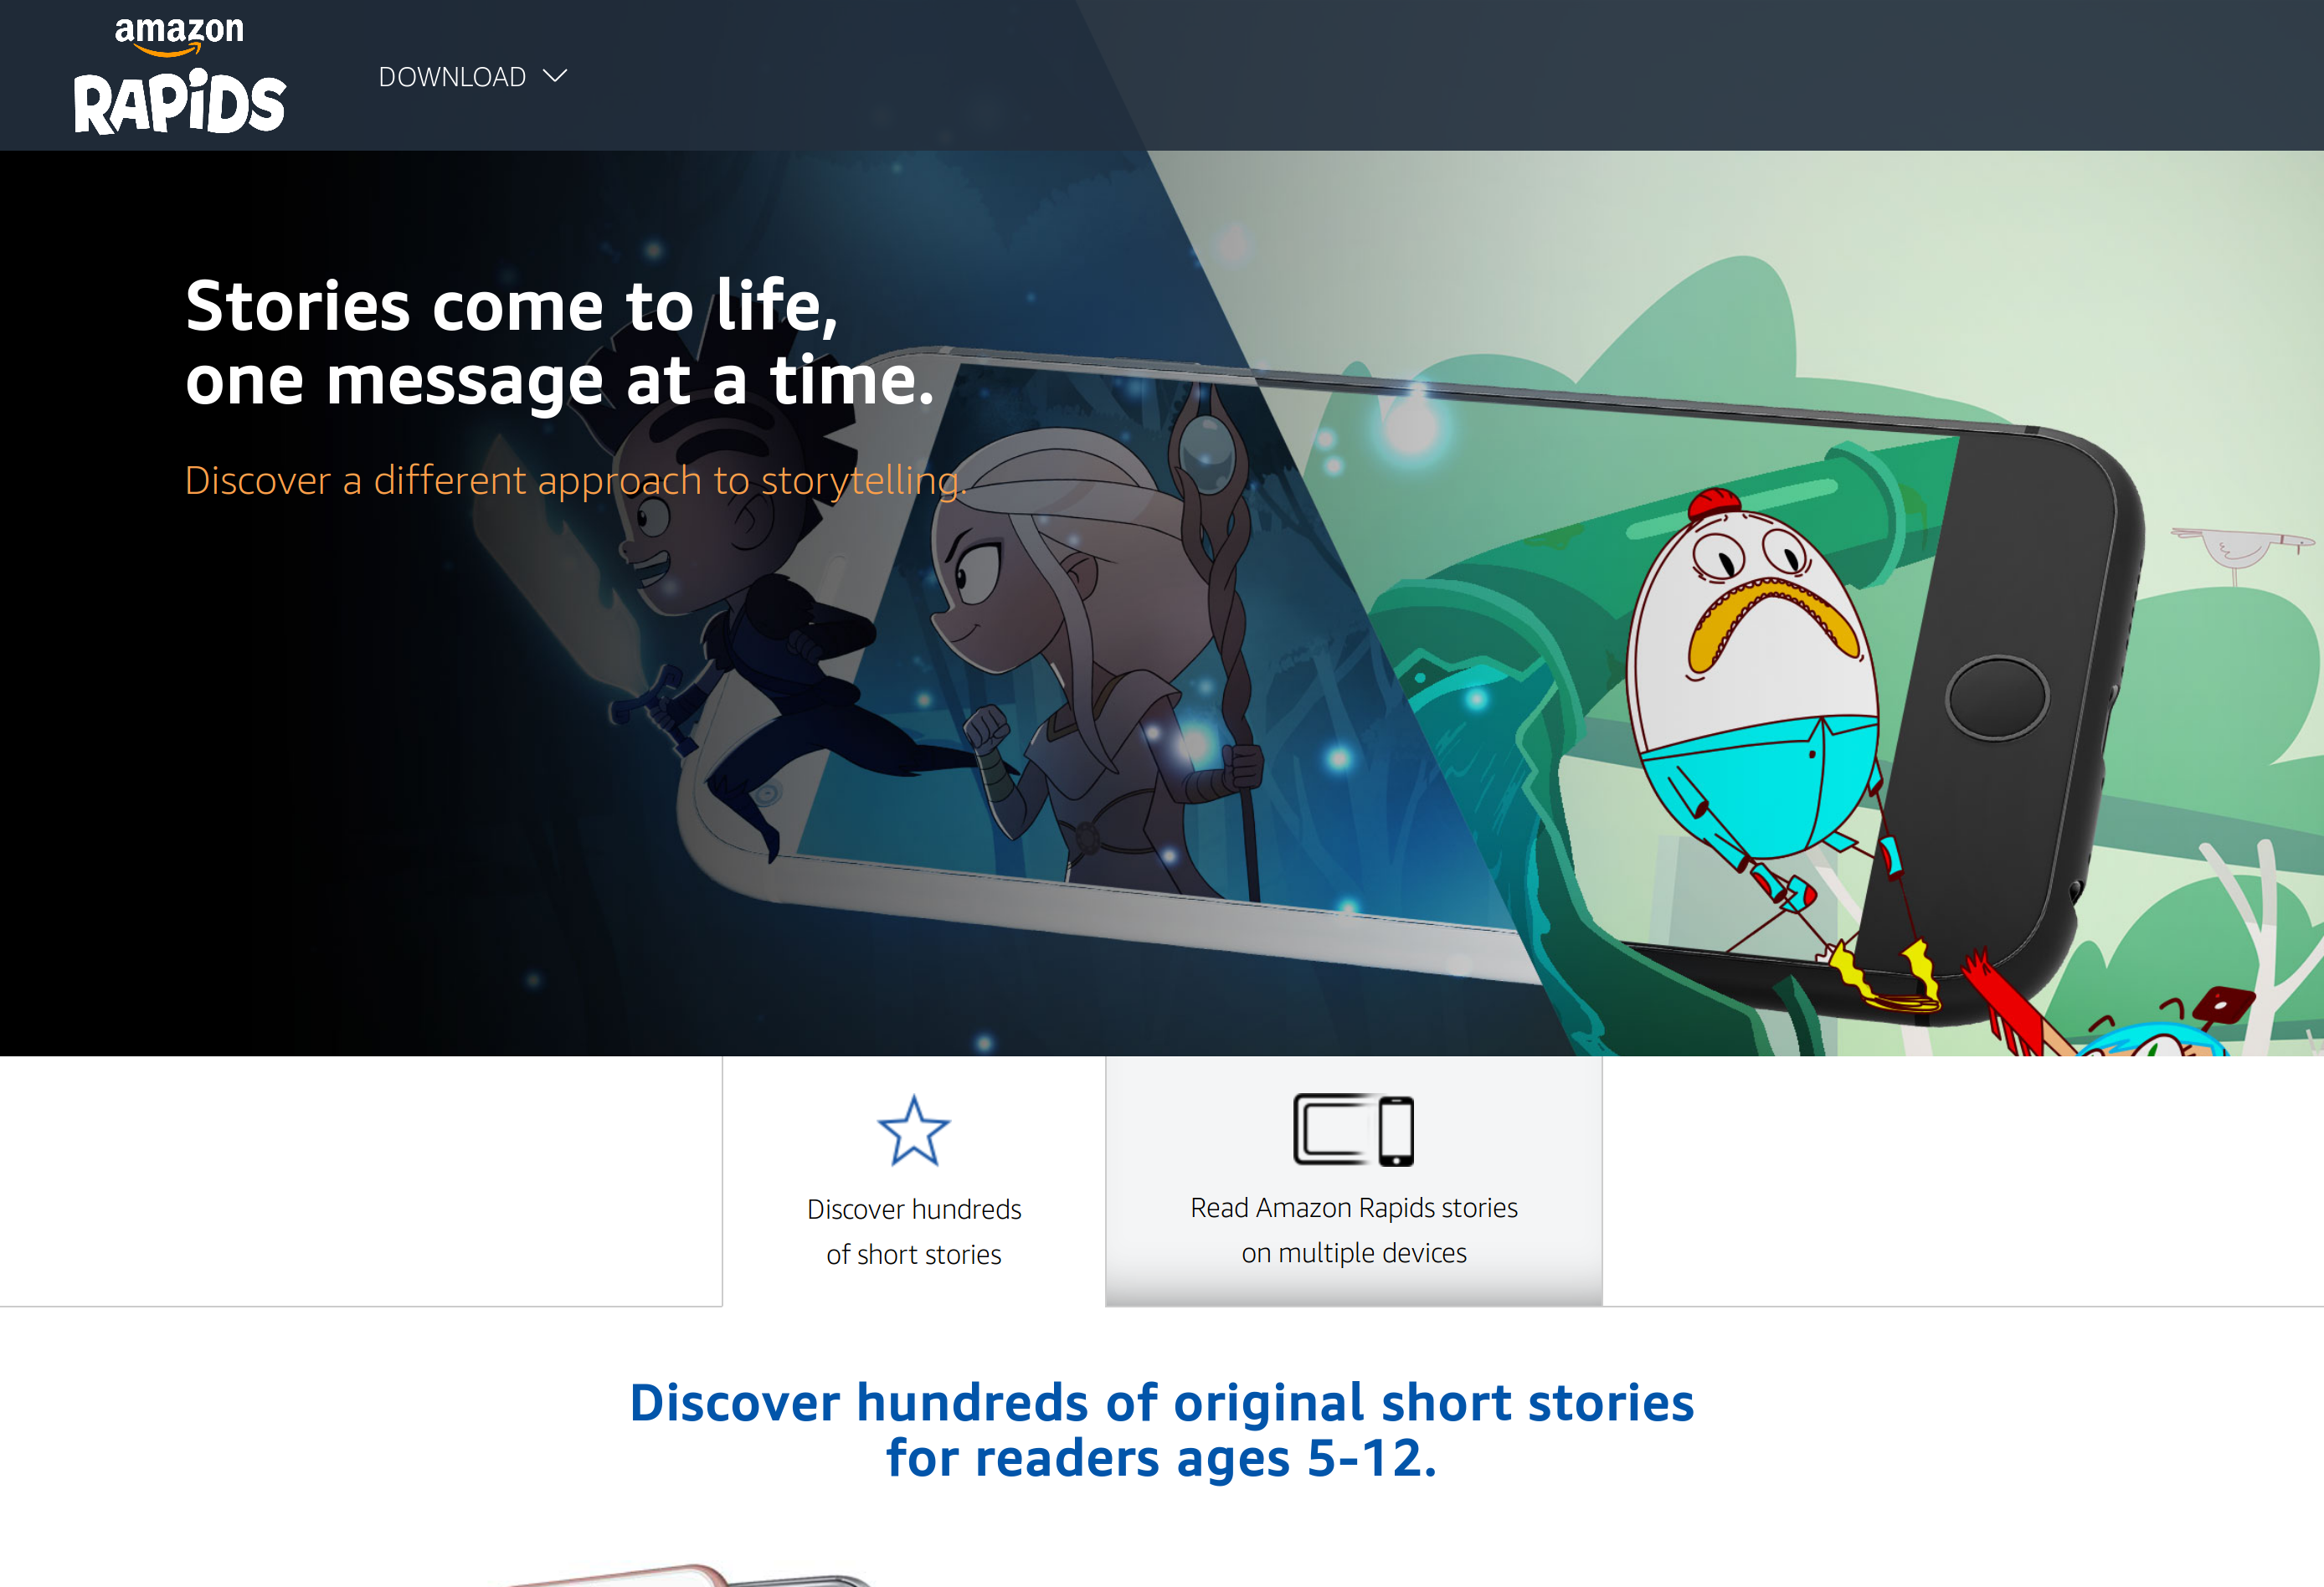 amazon
RAPiDS
DOWNLOAD
Stories come to life,
one message at a time.
Discover a different approach to storytelling.
Discover hundreds
of short stories
Read Amazon Rapids stories
on multiple devices
Discover hundreds of original short stories
for readers ages 5-12.